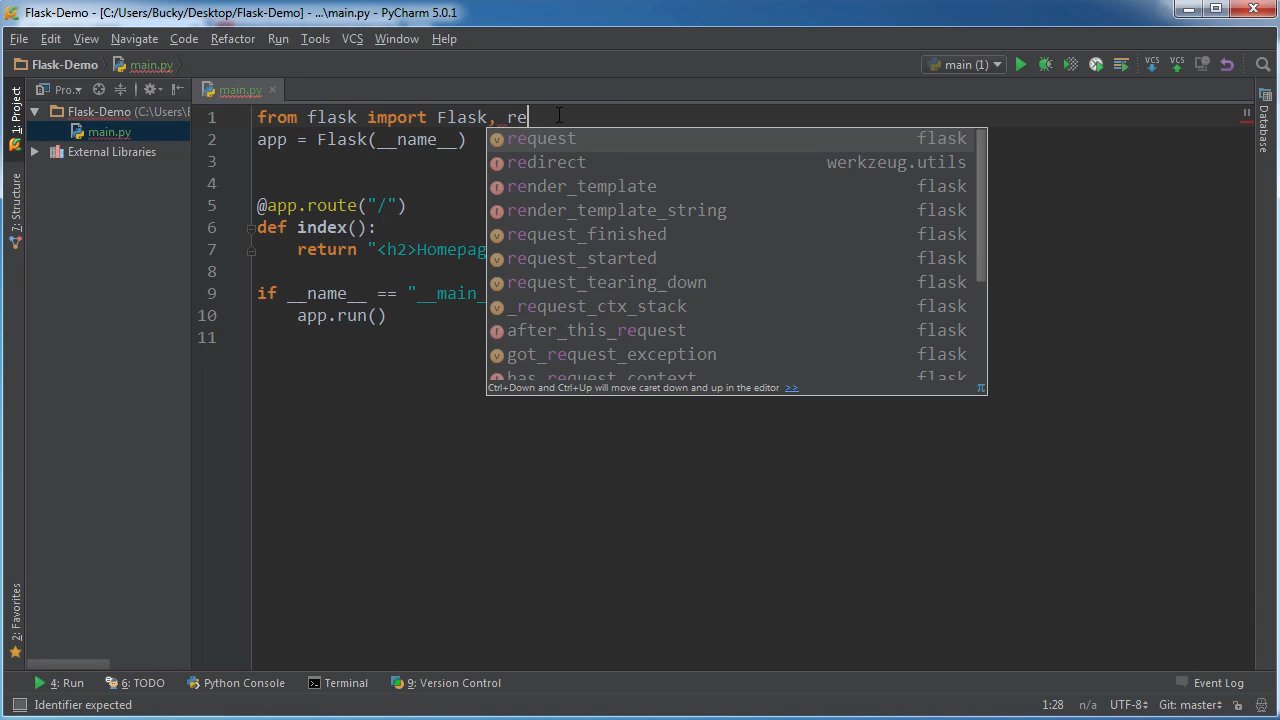 Flask-Demo - [C:/Users/Bucky/Desktop/Flask-Demo] - ...\main.py - PyCharm 5.0.1
File Edit View Navigate Code Refactor Run Tools VCS Window Help
Flask-Demo main.py main (1) VCS VCS
1: Project
7: Structure
2: Favorites
Pro.. main.py
Flask-Demo (C:\Users\
main.py
External Libraries
1 from flask import Flask, re
2 app = Flask(__name__)
3
4
5 @app.route("/")
6 def index():
7 return "<h2>Homepag
8
9 if __name__ == "__main_
10 app.run()
11
request flask
redirect werkzeug.utils
render_template flask
render_template_string flask
request_finished flask
request_started flask
request_tearing_down flask
_request_ctx_stack flask
after_this_request flask
got_request_exception flask
has_request_context flask
Ctrl+Down and Ctrl+Up will move caret down and up in the editor >> π
Database
4: Run 6: TODO Python Console Terminal 9: Version Control Event Log
Identifier expected 1:28 n/a UTF-8 Git: master